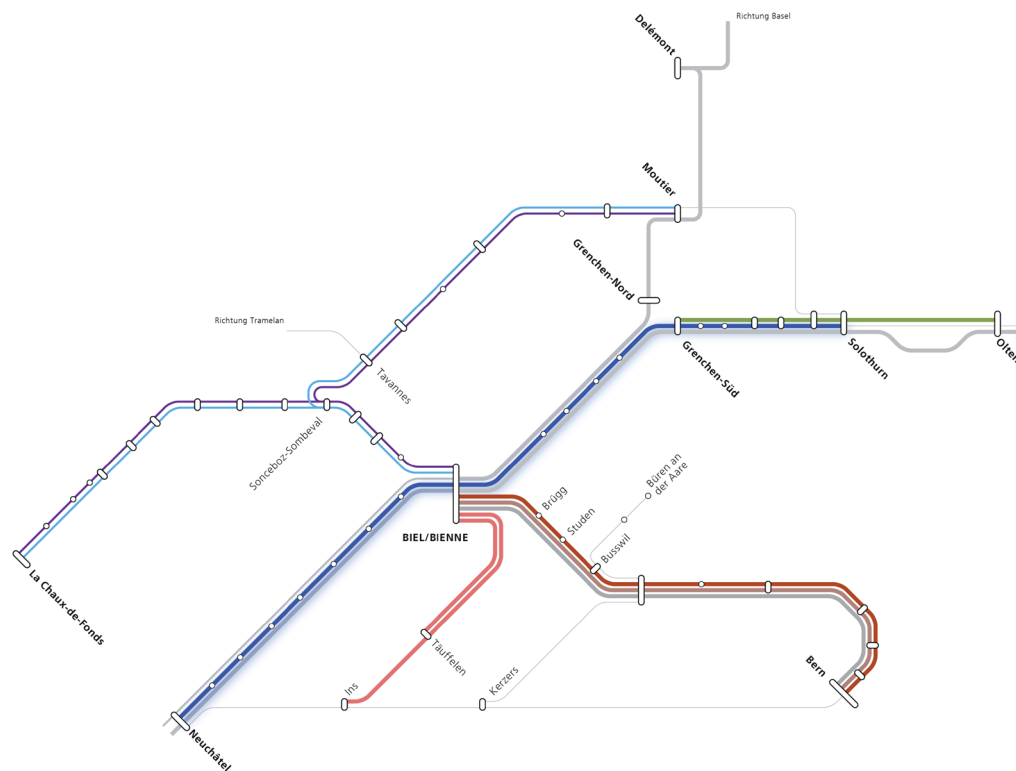 Richtung Basel
Delémont
Moutier
Grenchen-Nord
Richtung Tramelan
Tavannes
Grenchen-Süd
Solothurn
Sonceboz-Sombeval
Büren an
der Aare
Brügg
Studen
Busswil
BIEL/BIENNE
La Chaux-de-Fonds
Täuffelen
Ins
Kerzers
Bern
Neuchâtel